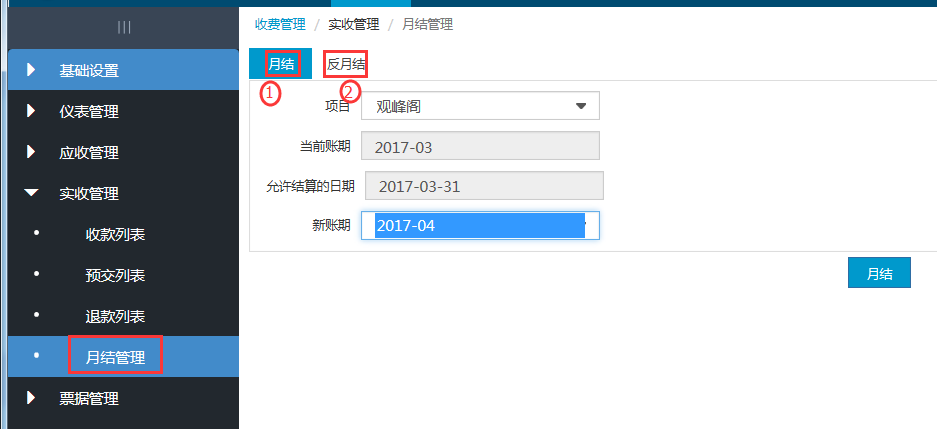 收费管理 / 实收管理 / 月结管理
基础设置
仪表管理
应收管理
实收管理
收款列表
预交列表
退款列表
月结管理
票据管理
月结 反月结
1 2
项目 观峰阁
当前账期 2017-03
允许结算的日期 2017-03-31
新账期 2017-04
月结